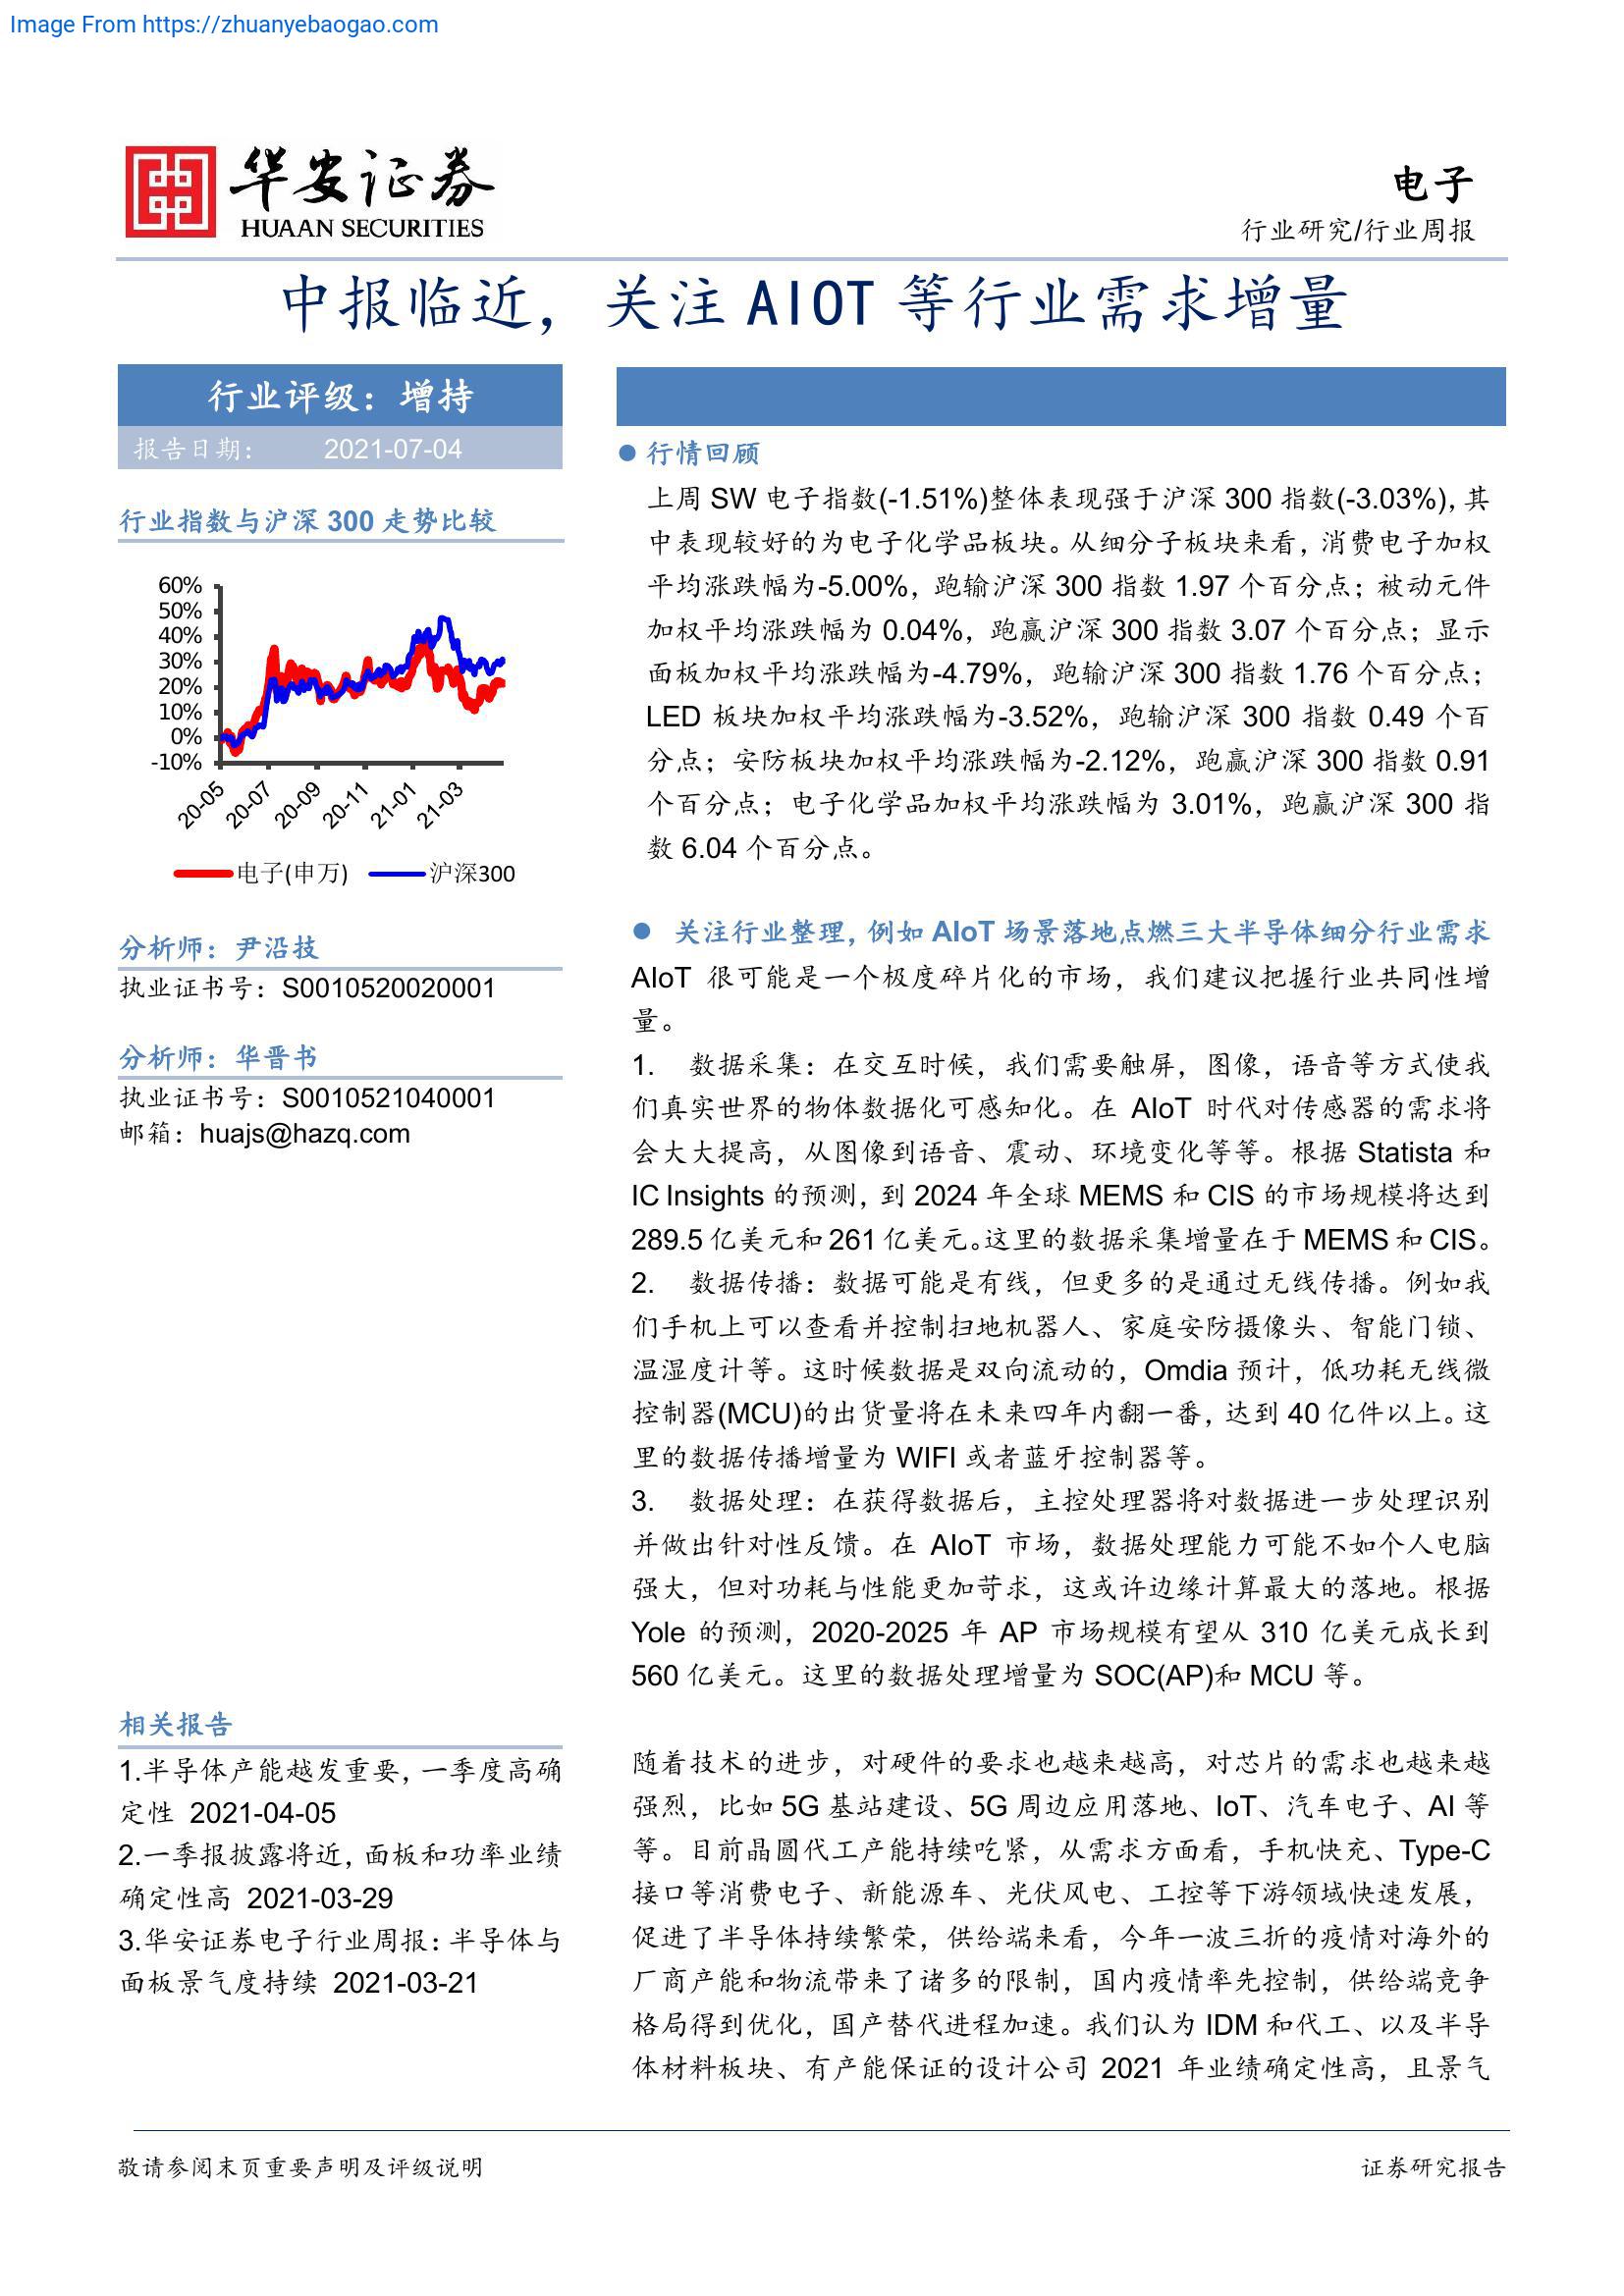 Image From https://zhuanyebaogao.com
华安证券
HUAAN SECURITIES
电子
行业研究/行业周报
中报临近，关注 AIOT 等行业需求增量
行业评级：增持
报告日期： 2021-07-04
行业指数与沪深 300 走势比较
60%
50%
40%
30%
20%
10%
0%
-10%
20-05
20-07
20-09
20-11
21-01
21-03
电子(申万) 沪深300
分析师：尹沿技
执业证书号：S0010520020001
分析师：华晋书
执业证书号：S0010521040001
邮箱：huajs@hazq.com
相关报告
1.半导体产能越发重要，一季度高确
定性 2021-04-05
2.一季报披露将近，面板和功率业绩
确定性高 2021-03-29
3.华安证券电子行业周报：半导体与
面板景气度持续 2021-03-21
● 行情回顾
上周 SW 电子指数(-1.51%)整体表现强于沪深 300 指数(-3.03%)，其
中表现较好的为电子化学品板块。从细分子板块来看，消费电子加权
平均涨跌幅为-5.00%，跑输沪深 300 指数 1.97 个百分点；被动元件
加权平均涨跌幅为 0.04%，跑赢沪深 300 指数 3.07 个百分点；显示
面板加权平均涨跌幅为-4.79%，跑输沪深 300 指数 1.76 个百分点；
LED 板块加权平均涨跌幅为-3.52%，跑输沪深 300 指数 0.49 个百
分点；安防板块加权平均涨跌幅为-2.12%，跑赢沪深 300 指数 0.91
个百分点；电子化学品加权平均涨跌幅为 3.01%，跑赢沪深 300 指
数 6.04 个百分点。
● 关注行业整理，例如 AIoT 场景落地点燃三大半导体细分行业需求
AIoT 很可能是一个极度碎片化的市场，我们建议把握行业共同性增
量。
1. 数据采集：在交互时候，我们需要触屏，图像，语音等方式使我
们真实世界的物体数据化可感知化。在 AIoT 时代对传感器的需求将
会大大提高，从图像到语音、震动、环境变化等等。根据 Statista 和
IC Insights 的预测，到 2024 年全球 MEMS 和 CIS 的市场规模将达到
289.5 亿美元和 261 亿美元。这里的数据采集增量在于 MEMS 和 CIS。
2. 数据传播：数据可能是有线，但更多的是通过无线传播。例如我
们手机上可以查看并控制扫地机器人、家庭安防摄像头、智能门锁、
温湿度计等。这时候数据是双向流动的，Omdia 预计，低功耗无线微
控制器(MCU)的出货量将在未来四年内翻一番，达到 40 亿件以上。这
里的数据传播增量为 WIFI 或者蓝牙控制器等。
3. 数据处理：在获得数据后，主控处理器将对数据进一步处理识别
并做出针对性反馈。在 AIoT 市场，数据处理能力可能不如个人电脑
强大，但对功耗与性能更加苛求，这或许边缘计算最大的落地。根据
Yole 的预测，2020-2025 年 AP 市场规模有望从 310 亿美元成长到
560 亿美元。这里的数据处理增量为 SOC(AP)和 MCU 等。
随着技术的进步，对硬件的要求也越来越高，对芯片的需求也越来越
强烈，比如 5G 基站建设、5G 周边应用落地、IoT、汽车电子、AI 等
等。目前晶圆代工产能持续吃紧，从需求方面看，手机快充、Type-C
接口等消费电子、新能源车、光伏风电、工控等下游领域快速发展，
促进了半导体持续繁荣，供给端来看，今年一波三折的疫情对海外的
厂商产能和物流带来了诸多的限制，国内疫情率先控制，供给端竞争
格局得到优化，国产替代进程加速。我们认为 IDM 和代工、以及半导
体材料板块、有产能保证的设计公司 2021 年业绩确定性高，且景气
敬请参阅末页重要声明及评级说明
证券研究报告